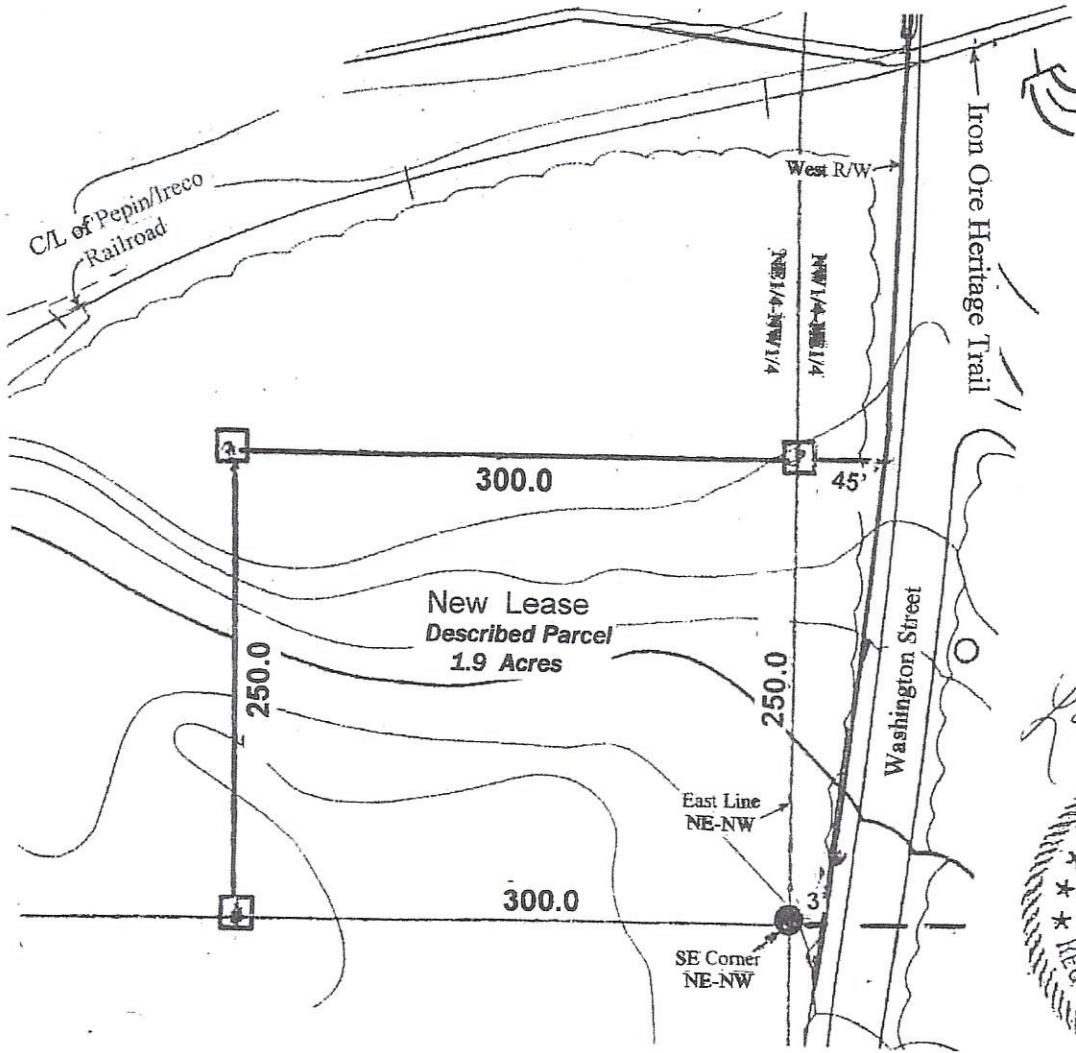 Iron Ore Heritage Trail
West R/W
C/L of Pepin/Ireco
Railroad
NE1/4-NW1/4
NW1/4-NE1/4
300.0
45'
New Lease
Described Parcel
1.9 Acres
250.0
250.0
Washington Street
East Line
NE-NW
300.0
3'
SE Corner
NE-NW